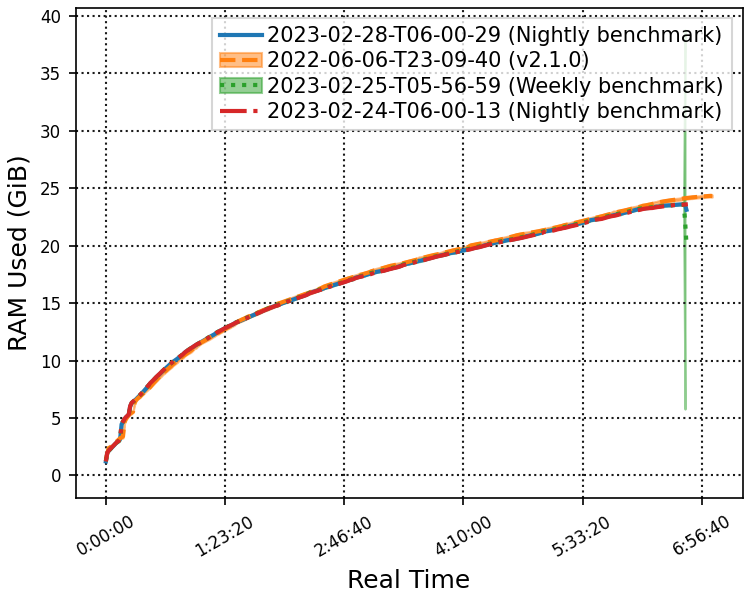 40
35
30
25
20
15
10
5
0
RAM Used (GiB)
2023-02-28-T06-00-29 (Nightly benchmark)
2022-06-06-T23-09-40 (v2.1.0)
2023-02-25-T05-56-59 (Weekly benchmark)
2023-02-24-T06-00-13 (Nightly benchmark)
0:00:00
1:23:20
2:46:40
4:10:00
5:33:20
6:56:40
Real Time